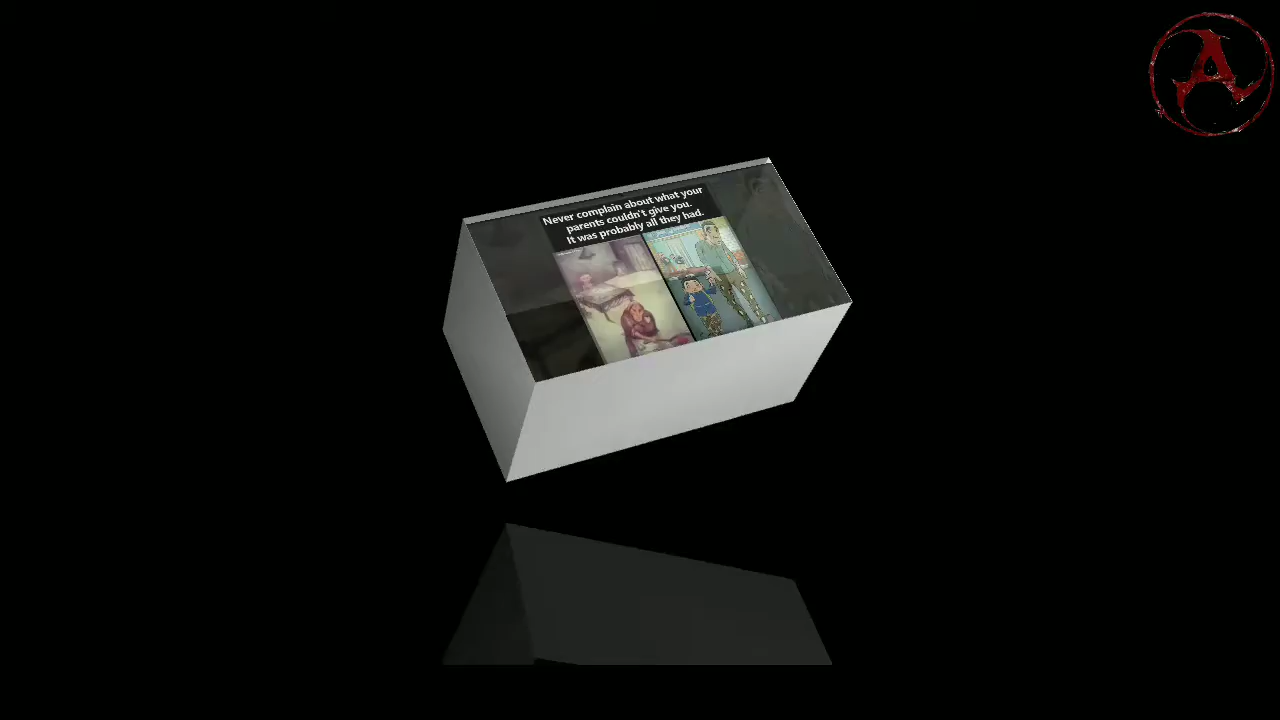 Never complain about what your
parents couldn't give you.
It was probably all they had.
A